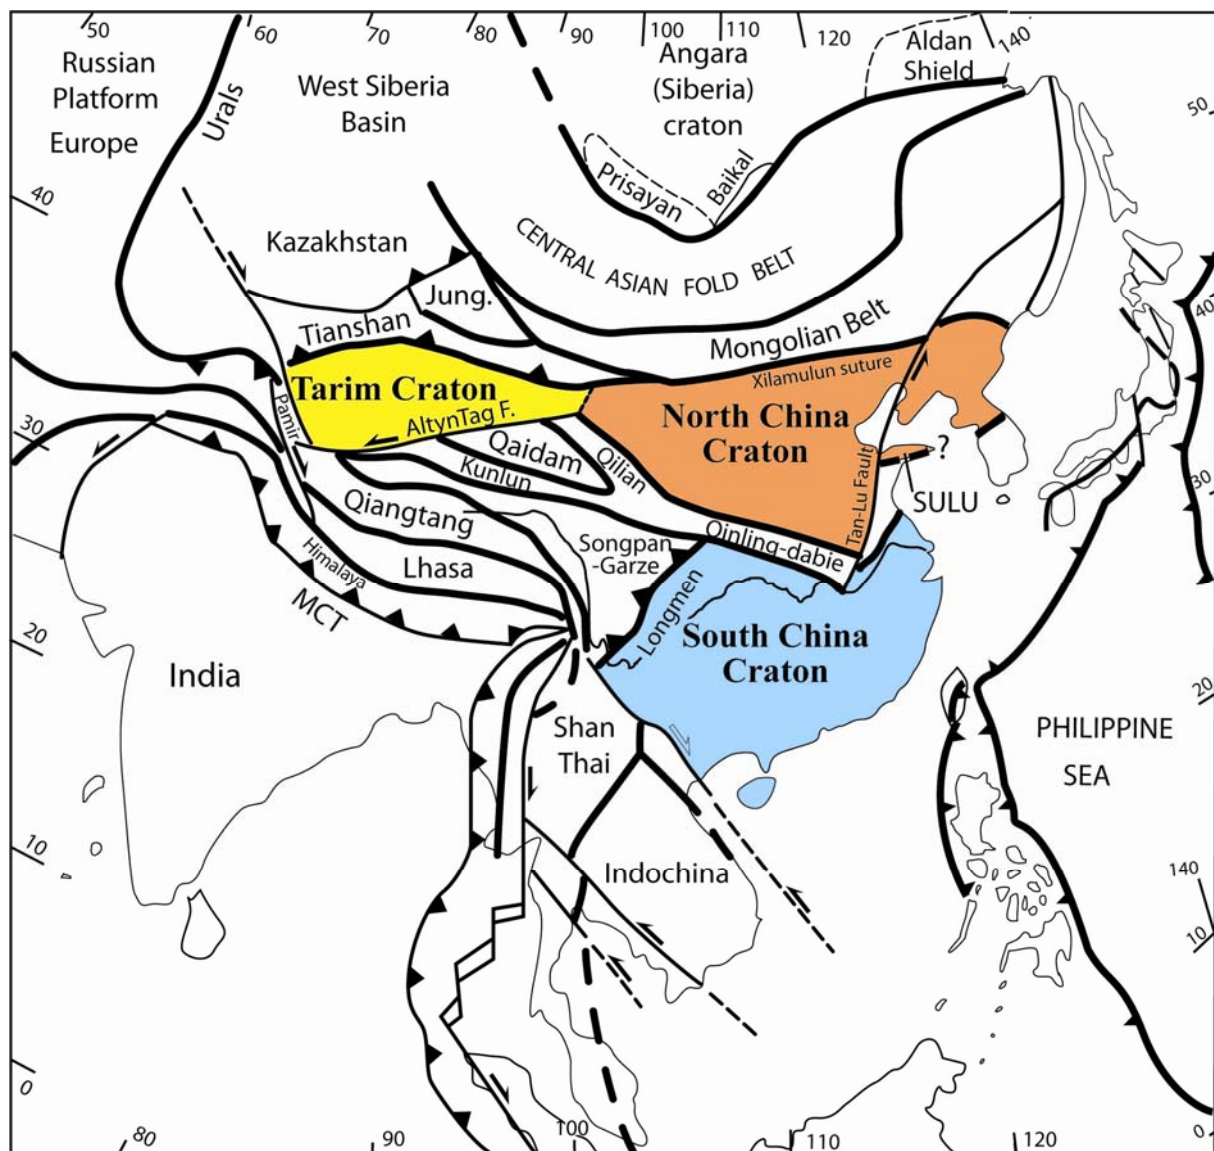 50
60
70
80
90
100
110
120
140
Russian
Platform
Europe
Urals
West Siberia
Basin
Angara
(Siberia)
craton
Aldan
Shield
50
40
Prisayan
Baikal
Kazakhstan
CENTRAL ASIAN FOLD BELT
Jung.
Tianshan
Mongolian Belt
40
Xilamulun suture
Tarim Craton
AltynTag F.
Pamir
North China
Craton
30
Qaidam
Qilian
Kunlun
Tan-Lu Fault
?
SULU
30
Qiangtang
Songpan
-Garze
Qinling-dabie
Himalaya
Lhasa
MCT
Longmen
South China
Craton
20
India
20
Shan
Thai
PHILIPPINE
SEA
10
Indochina
140
10
0
80
90
100
110
120
0